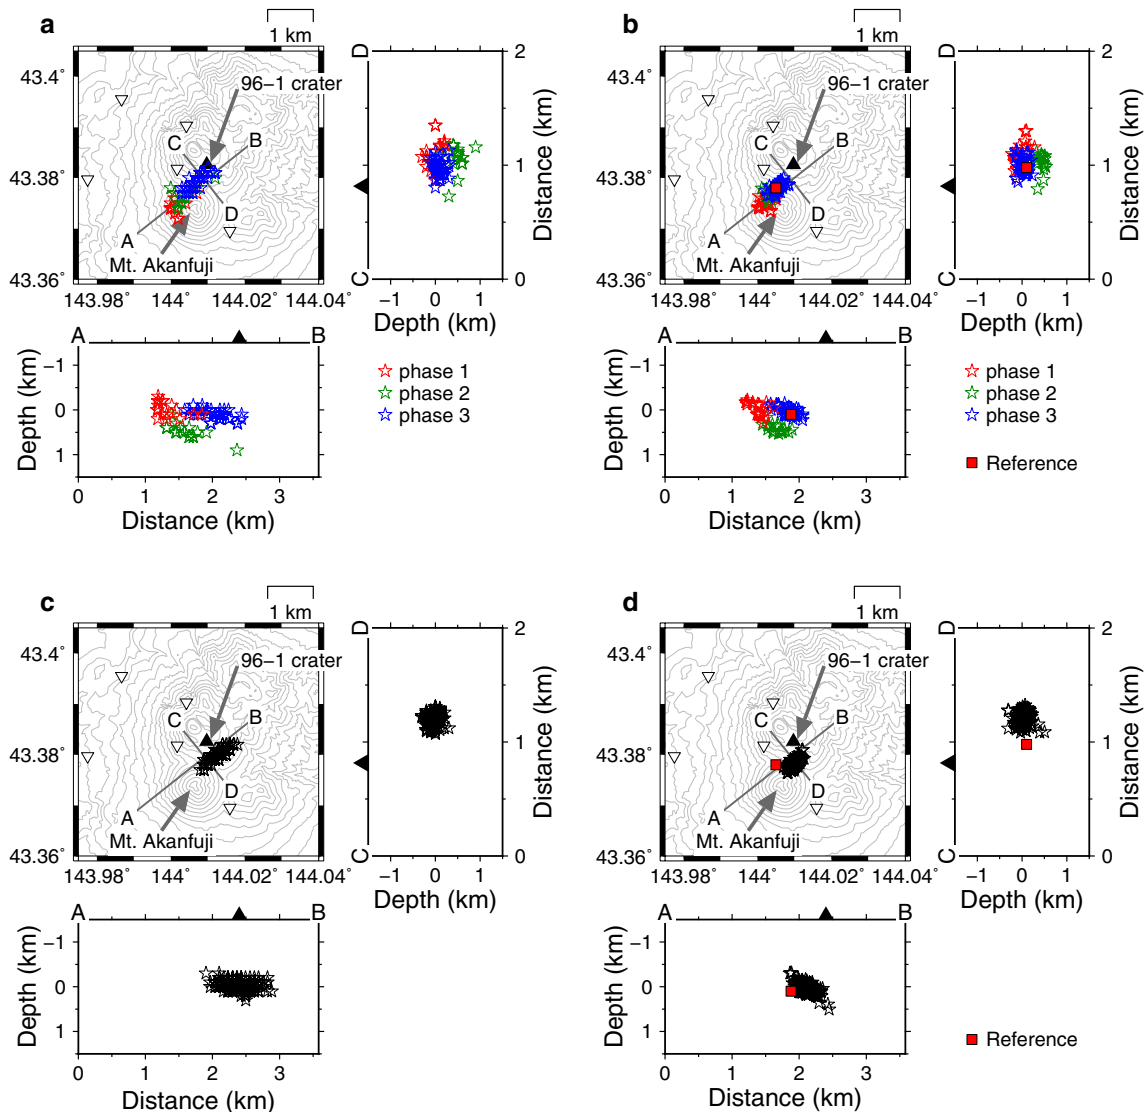 a
1 km
43.4˚
43.38˚
43.36˚
143.98˚ 144˚ 144.02˚ 144.04˚
96−1 crater
C
B
A
D
Mt. Akanfuji
D
C
2
1
0
Distance (km)
−1 0 1
Depth (km)
A B
−1
0
1
Depth (km)
0 1 2 3
Distance (km)
phase 1
phase 2
phase 3
b
1 km
43.4˚
43.38˚
43.36˚
143.98˚ 144˚ 144.02˚ 144.04˚
96−1 crater
C
B
A
D
Mt. Akanfuji
D
C
2
1
0
Distance (km)
−1 0 1
Depth (km)
A B
−1
0
1
Depth (km)
0 1 2 3
Distance (km)
phase 1
phase 2
phase 3
Reference
c
1 km
43.4˚
43.38˚
43.36˚
143.98˚ 144˚ 144.02˚ 144.04˚
96−1 crater
C
B
A
D
Mt. Akanfuji
D
C
2
1
0
Distance (km)
−1 0 1
Depth (km)
A B
−1
0
1
Depth (km)
0 1 2 3
Distance (km)
d
1 km
43.4˚
43.38˚
43.36˚
143.98˚ 144˚ 144.02˚ 144.04˚
96−1 crater
C
B
A
D
Mt. Akanfuji
D
C
2
1
0
Distance (km)
−1 0 1
Depth (km)
A B
−1
0
1
Depth (km)
0 1 2 3
Distance (km)
Reference